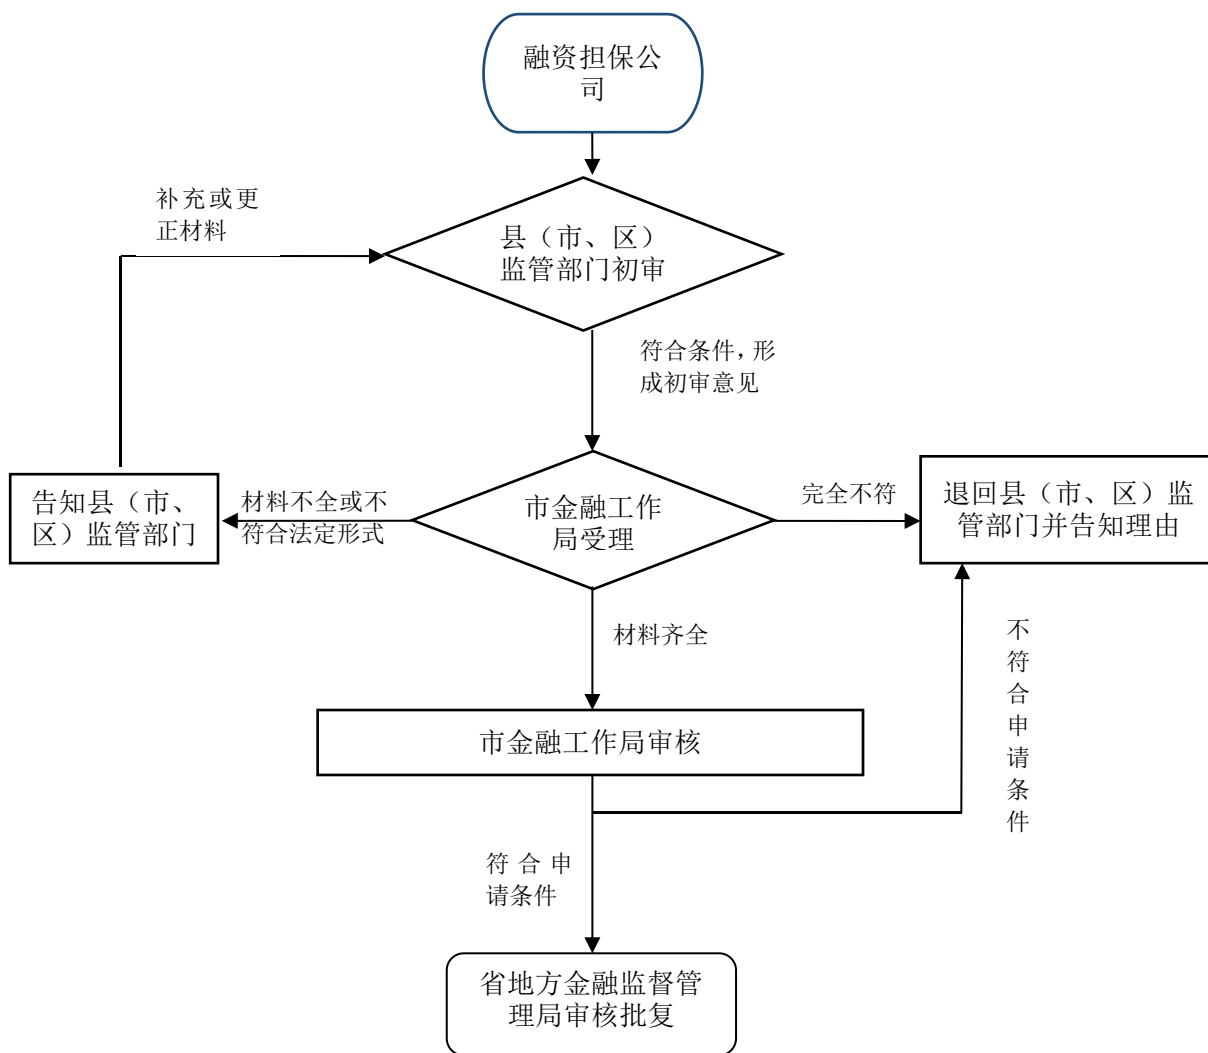 融资担保公
司
补充或更
正材料
县（市、区）
监管部门初审
符合条件，形
成初审意见
告知县（市、
区）监管部门
材料不全或不
符合法定形式
市金融工作
局受理
完全不符
退回县（市、区）监
管部门并告知理由
材料齐全
不
符
合
申
请
条
件
市金融工作局审核
符合申
请条件
省地方金融监督管
理局审核批复